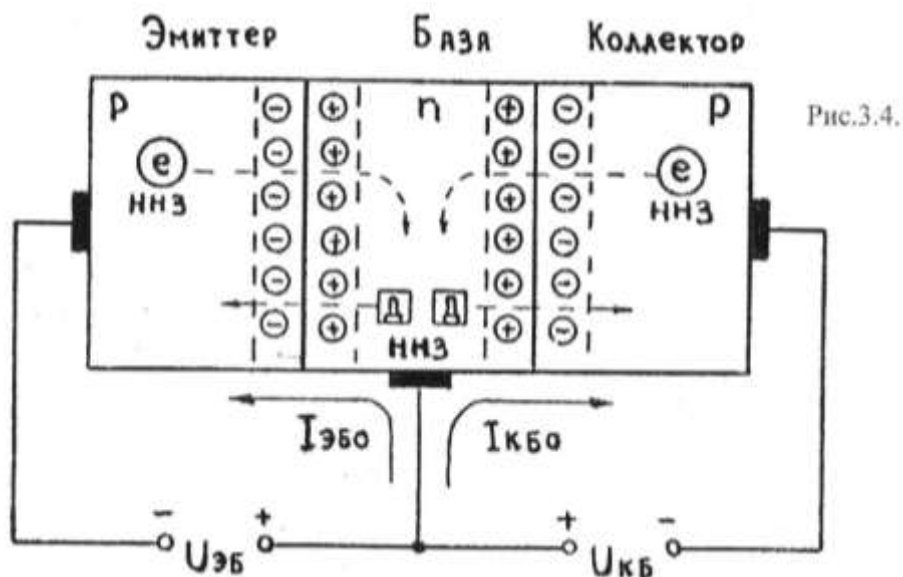 Эмиттер База Коллектор
p n p
Рис.3.4.
e e
ННЗ ННЗ
Д Д
ННЗ
IЭБО IКБО
- + + -
UЭБ UКБ